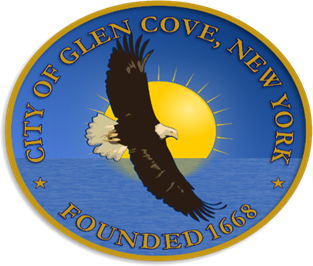 CITY OF GLEN COVE, NEW YORK
FOUNDED 1668